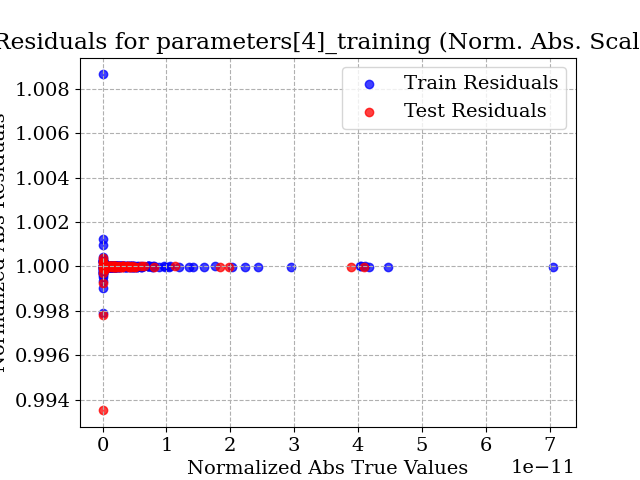 Residuals for parameters[4]_training (Norm. Abs. Scal
Train Residuals
Test Residuals
Normalized Abs Residuals
1.008
1.006
1.004
1.002
1.000
0.998
0.996
0.994
0 1 2 3 4 5 6 7
1e−11
Normalized Abs True Values